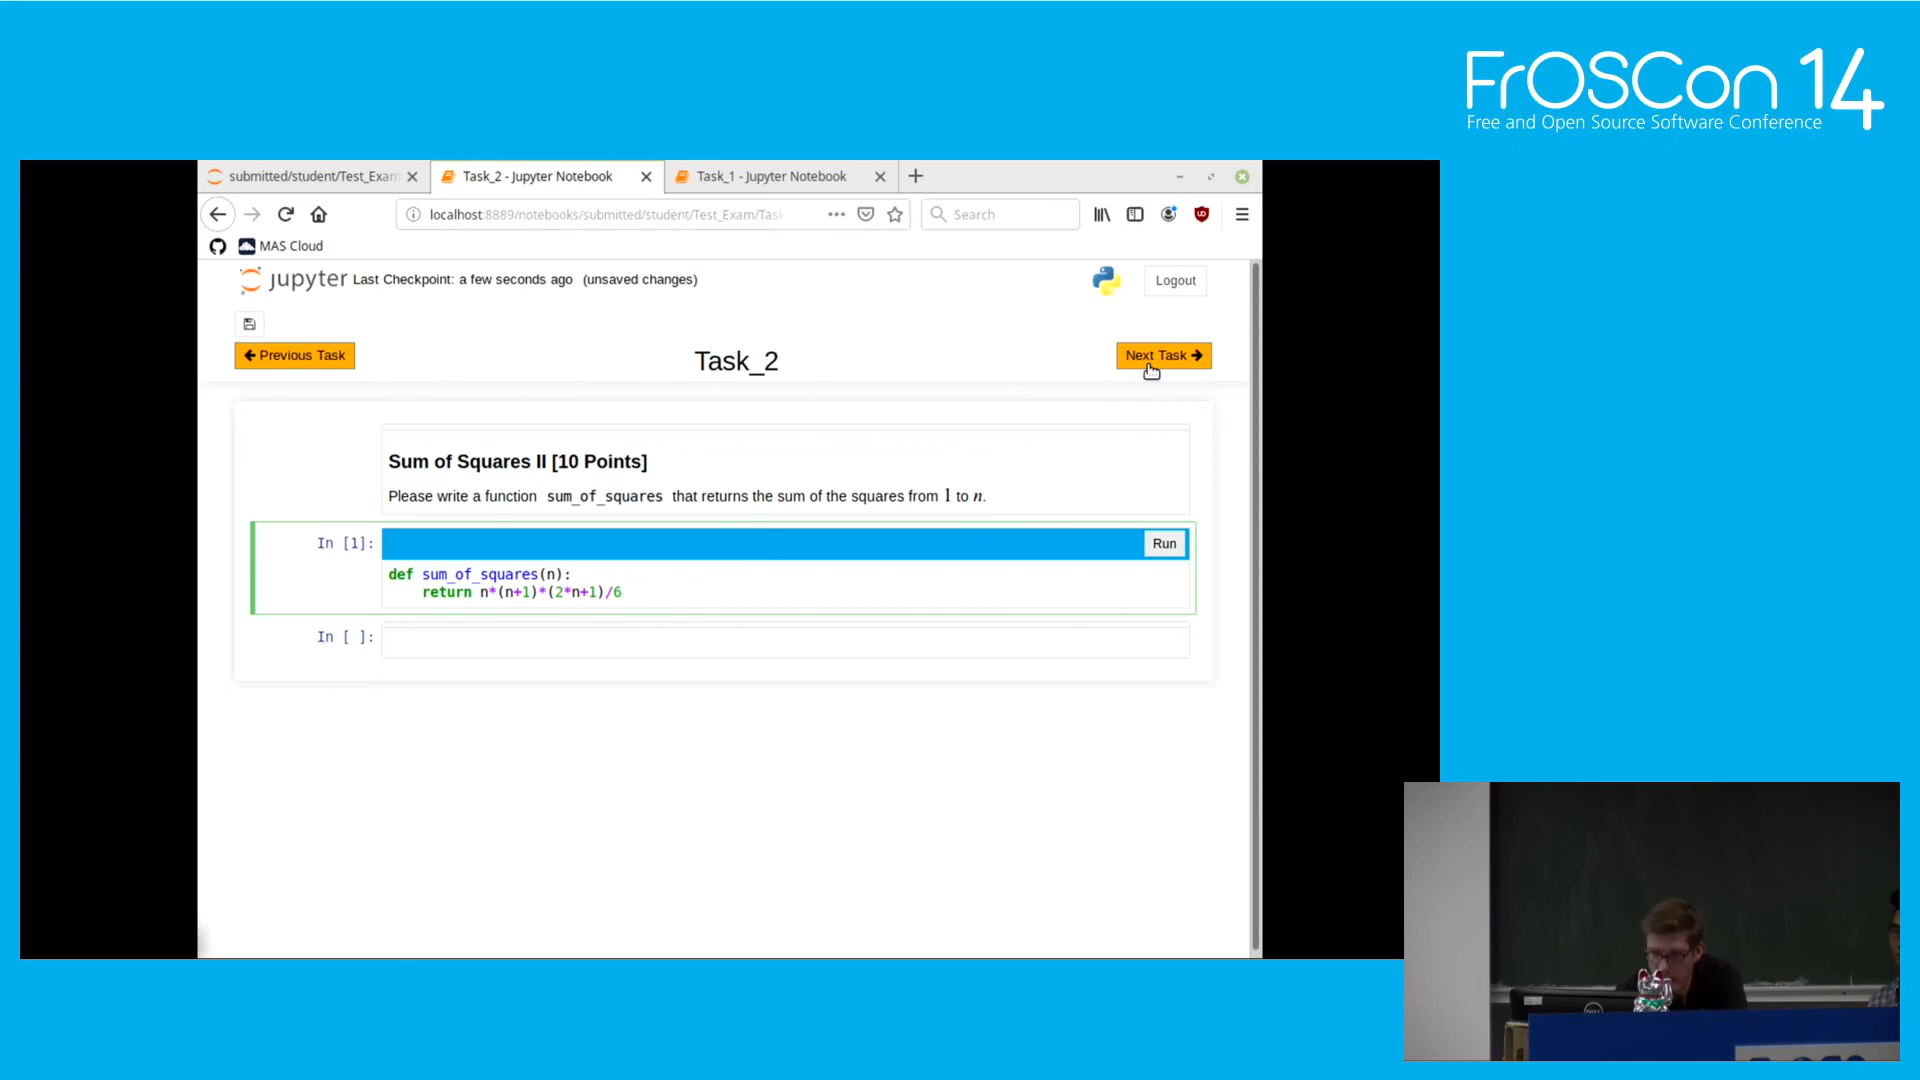 FrOSCon 14
Free and Open Source Software Conference
submitted/student/Test_Exam
Task_2 - Jupyter Notebook
Task_1 - Jupyter Notebook
localhost:8889/notebooks/submitted/student/Test_Exam/Tas
Search
MAS Cloud
jupyter Last Checkpoint: a few seconds ago (unsaved changes)
Logout
Previous Task
Task_2
Next Task
Sum of Squares II [10 Points]
Please write a function sum_of_squares that returns the sum of the squares from 1 to n.
In [1]:
Run
def sum_of_squares(n):
return n*(n+1)*(2*n+1)/6
In [ ]: